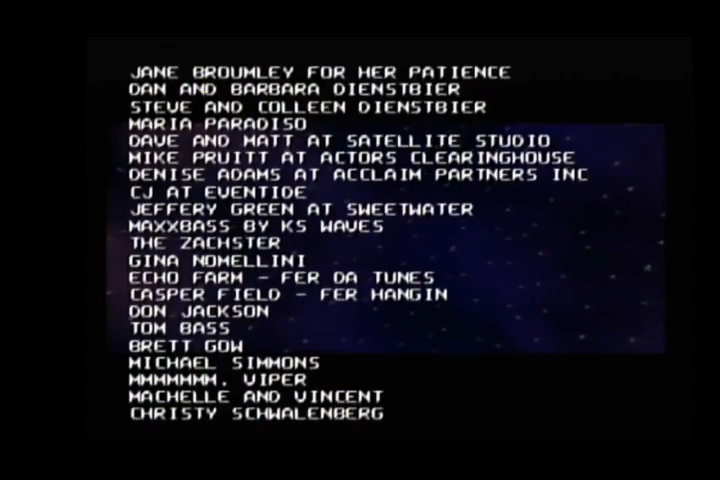 JANE BROUMLEY FOR HER PATIENCE
DAN AND BARBARA DIENSTBIER
STEVE AND COLLEEN DIENSTBIER
MARIA PARADISO
DAVE AND MATT AT SATELLITE STUDIO
MIKE PRUITT AT ACTORS CLEARINGHOUSE
DENISE ADAMS AT ACCLAIM PARTNERS INC
CJ AT EVENTIDE
JEFFERY GREEN AT SWEETWATER
MAXXBASS BY KS WAVES
THE ZACHSTER
GINA NOMELLINI
ECHO FARM - FER DA TUNES
CASPER FIELD - FER HANGIN
DON JACKSON
TOM BASS
BRETT GOW
MICHAEL SIMMONS
MMMMMMM. VIPER
MACHELLE AND VINCENT
CHRISTY SCHWALENBERG